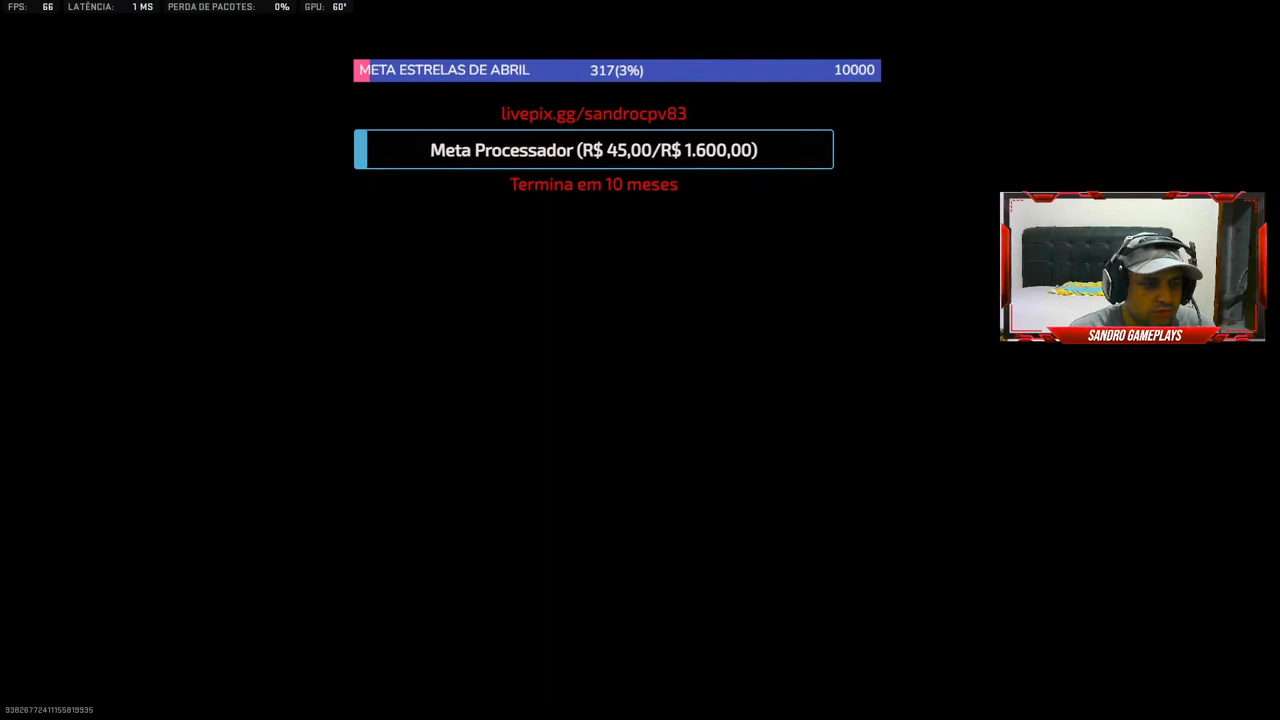 FPS: 66 LATÊNCIA: 1 MS PERDA DE PACOTES: 0% GPU: 60°
META ESTRELAS DE ABRIL 317(3%) 10000
livepix.gg/sandrocpv83
Meta Processador (R$ 45,00/R$ 1.600,00)
Termina em 10 meses
SANDRO GAMEPLAYS
93826772411155819935